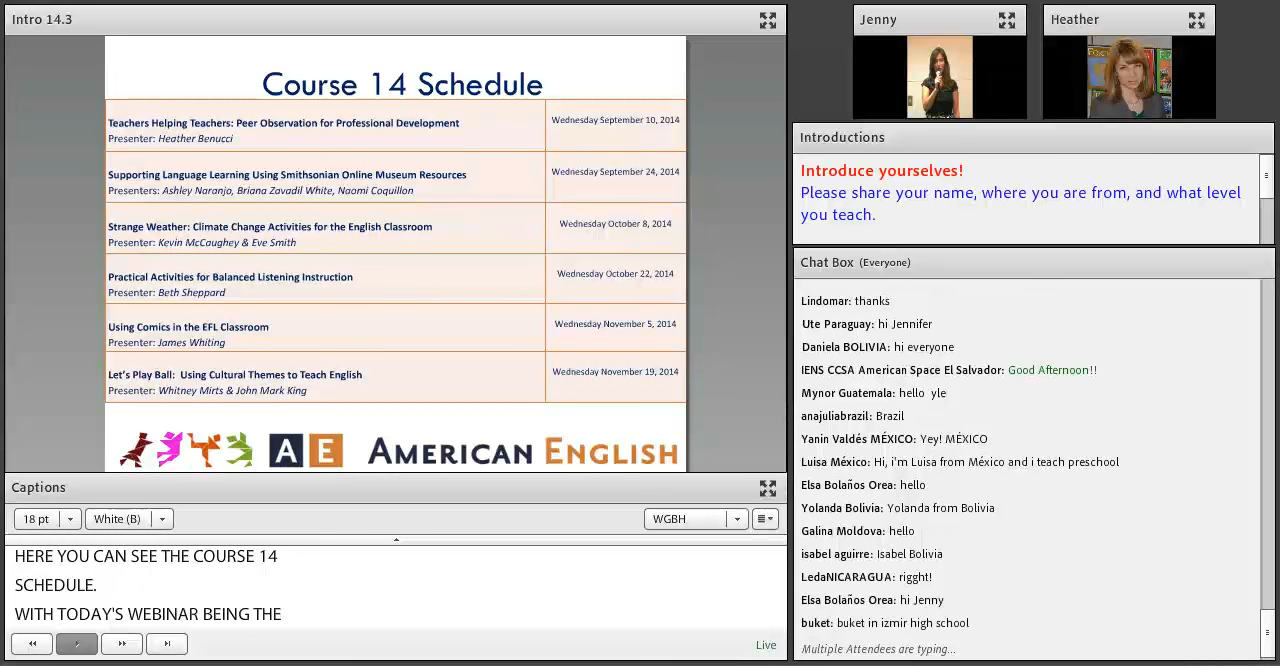 Intro 14.3
Course 14 Schedule
Teachers Helping Teachers: Peer Observation for Professional Development
Presenter: Heather Benucci
Wednesday September 10, 2014
Supporting Language Learning Using Smithsonian Online Museum Resources
Presenters: Ashley Naranjo, Briana Zavadil White, Naomi Coquillon
Wednesday September 24, 2014
Strange Weather: Climate Change Activities for the English Classroom
Presenter: Kevin McCaughey & Eve Smith
Wednesday October 8, 2014
Practical Activities for Balanced Listening Instruction
Presenter: Beth Sheppard
Wednesday October 22, 2014
Using Comics in the EFL Classroom
Presenter: James Whiting
Wednesday November 5, 2014
Let's Play Ball: Using Cultural Themes to Teach English
Presenter: Whitney Mirts & John Mark King
Wednesday November 19, 2014
AE AMERICAN ENGLISH
Captions
18 pt
White (B)
WGBH
HERE YOU CAN SEE THE COURSE 14
SCHEDULE.
WITH TODAY'S WEBINAR BEING THE
Live
Jenny
Heather
Introductions
Introduce yourselves!
Please share your name, where you are from, and what level
you teach.
Chat Box (Everyone)
Lindomar: thanks
Ute Paraguay: hi Jennifer
Daniela BOLIVIA: hi everyone
IENS CCSA American Space El Salvador: Good Afternoon!!
Mynor Guatemala: hello yle
anajuliabrazil: Brazil
Yanin Valdés MÉXICO: Yey! MÉXICO
Luisa México: Hi, i'm Luisa from México and i teach preschool
Elsa Bolaños Orea: hello
Yolanda Bolivia: Yolanda from Bolivia
Galina Moldova: hello
isabel aguirre: Isabel Bolivia
LedaNICARAGUA: rigght!
Elsa Bolaños Orea: hi Jenny
buket: buket in izmir high school
Multiple Attendees are typing...